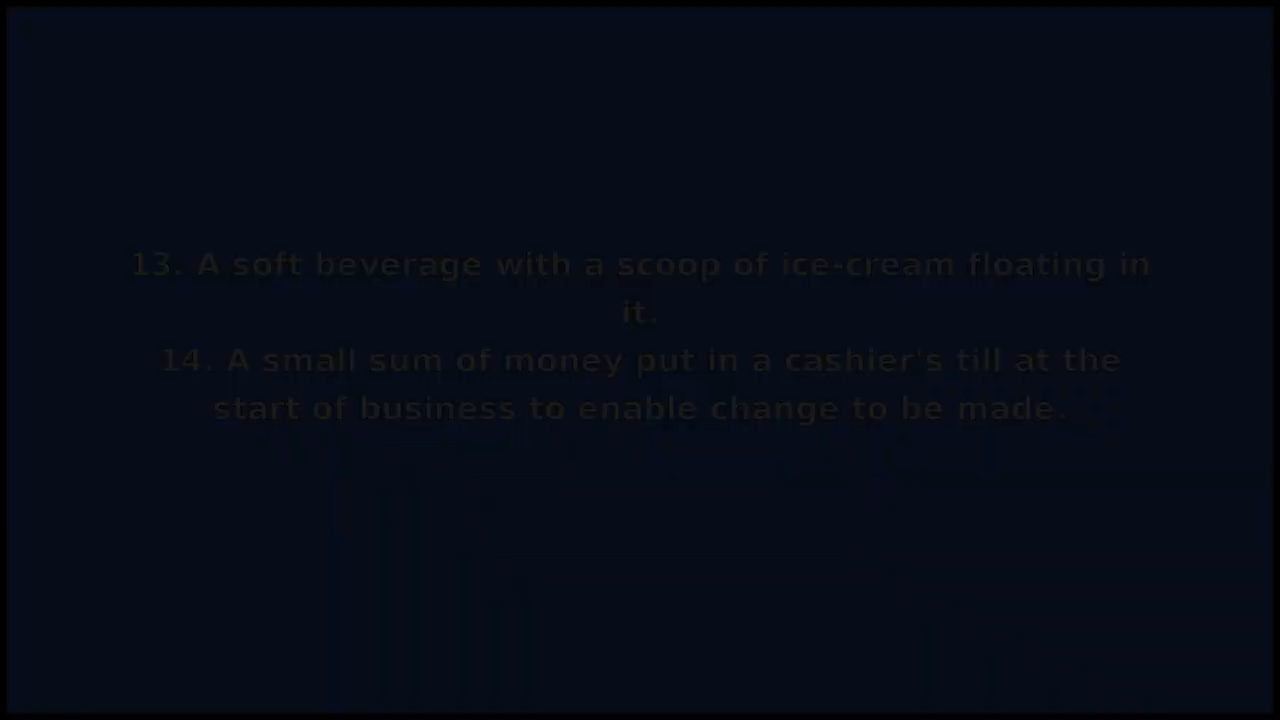 13. A soft beverage with a scoop of ice-cream floating in
it.
14. A small sum of money put in a cashier's till at the
start of business to enable change to be made.